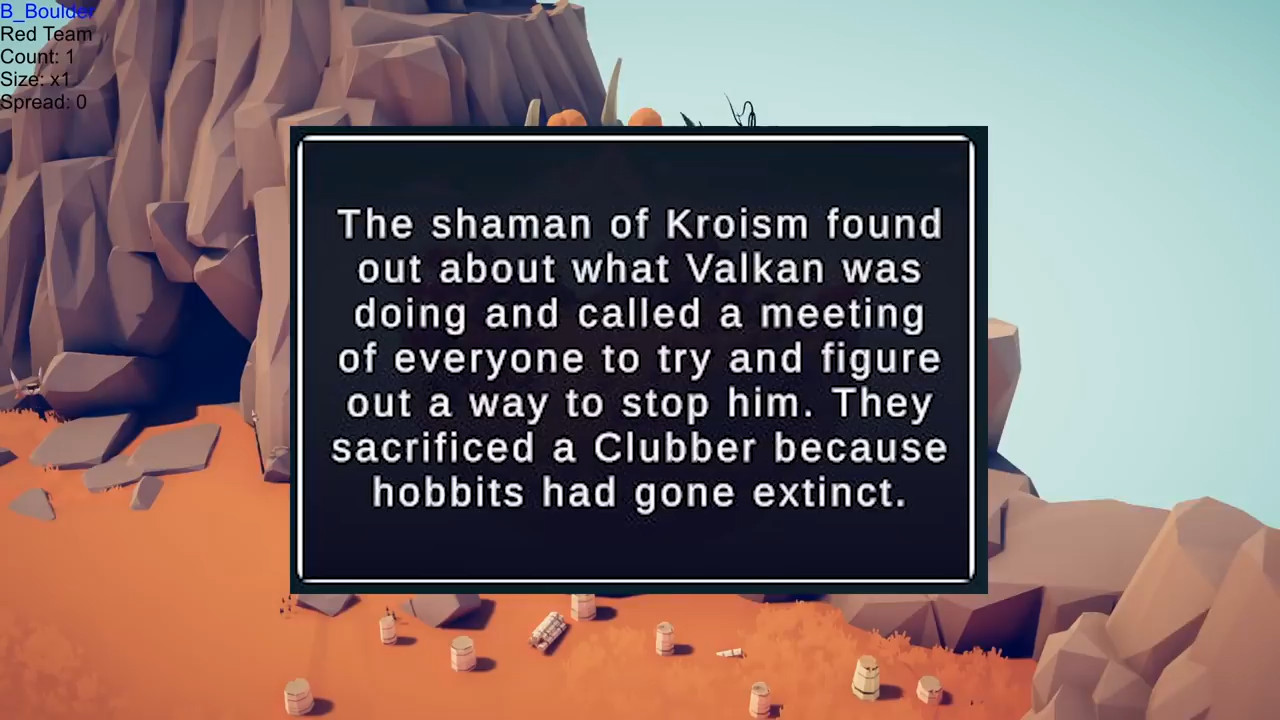 B_Boulder
Red Team
Count: 1
Size: x1
Spread: 0
The shaman of Kroism found
out about what Valkan was
doing and called a meeting
of everyone to try and figure
out a way to stop him. They
sacrificed a Clubber because
hobbits had gone extinct.